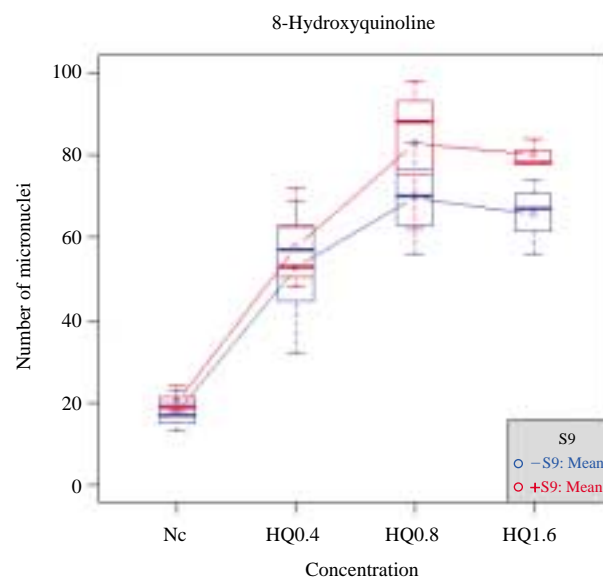 8-Hydroxyquinoline
Number of micronuclei
100
80
60
40
20
0
Nc
HQ0.4
HQ0.8
HQ1.6
Concentration
S9
−S9: Mean
+S9: Mean